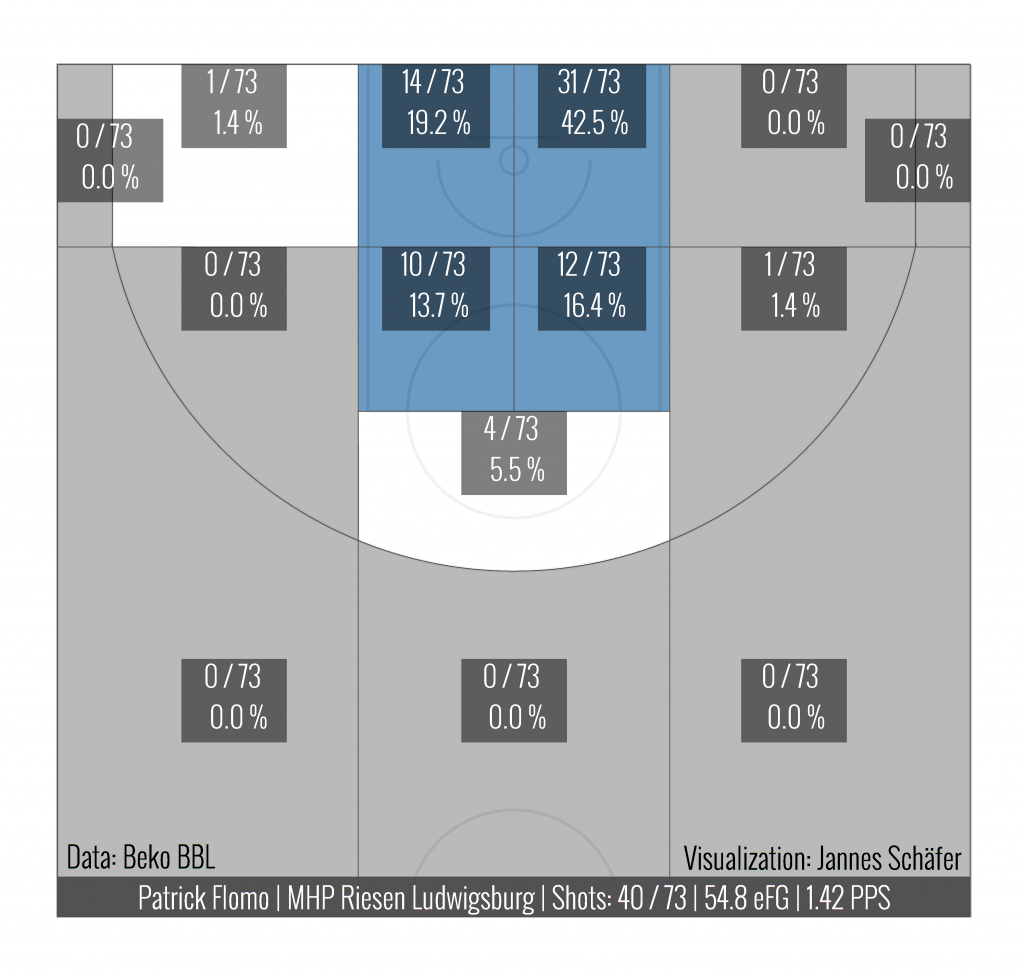 1 / 73
1.4 %
14 / 73
19.2 %
31 / 73
42.5 %
0 / 73
0.0 %
0 / 73
0.0 %
0 / 73
0.0 %
0 / 73
0.0 %
10 / 73
13.7 %
12 / 73
16.4 %
1 / 73
1.4 %
4 / 73
5.5 %
0 / 73
0.0 %
0 / 73
0.0 %
0 / 73
0.0 %
Data: Beko BBL
Visualization: Jannes Schäfer
Patrick Flomo | MHP Riesen Ludwigsburg | Shots: 40 / 73 | 54.8 eFG | 1.42 PPS